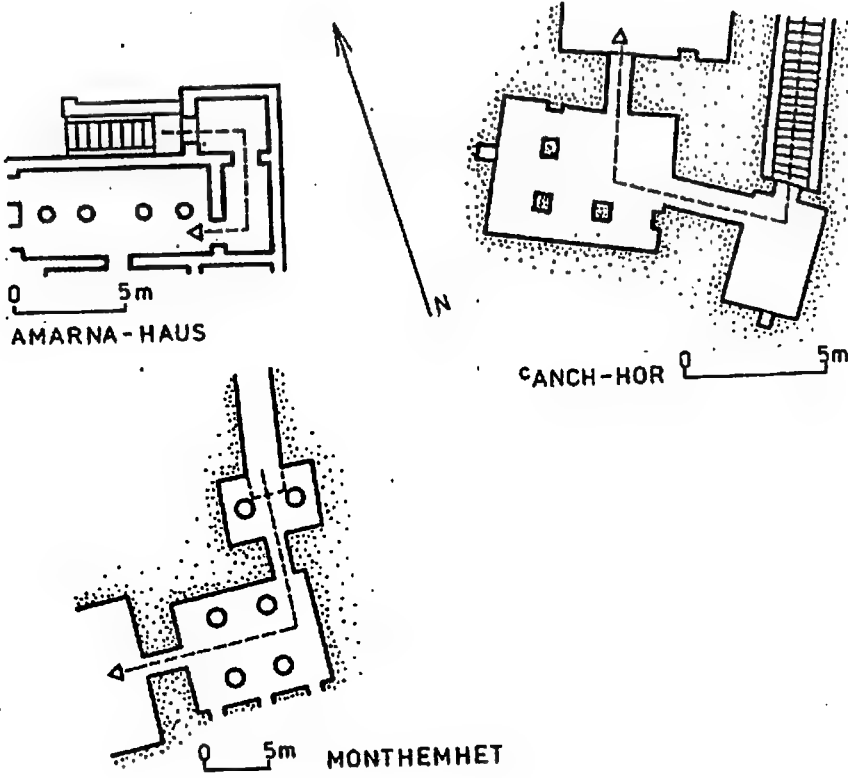 N
0 5m
AMARNA-HAUS
ᶜANCH-HOR 0 5m
0 5m MONTHEMHET